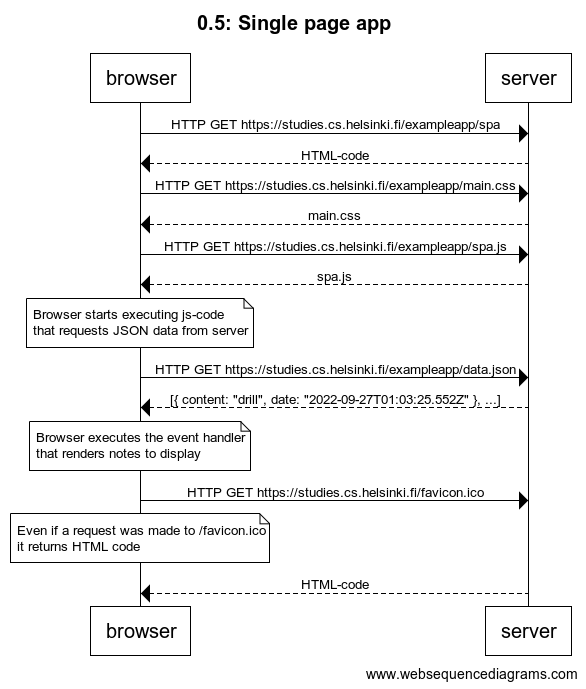 0.5: Single page app
browser
server
HTTP GET https://studies.cs.helsinki.fi/exampleapp/spa
HTML-code
HTTP GET https://studies.cs.helsinki.fi/exampleapp/main.css
main.css
HTTP GET https://studies.cs.helsinki.fi/exampleapp/spa.js
spa.js
Browser starts executing js-code
that requests JSON data from server
HTTP GET https://studies.cs.helsinki.fi/exampleapp/data.json
[{ content: "drill", date: "2022-09-27T01:03:25.552Z" }, ...]
Browser executes the event handler
that renders notes to display
HTTP GET https://studies.cs.helsinki.fi/favicon.ico
Even if a request was made to /favicon.ico
it returns HTML code
HTML-code
browser
server
www.websequencediagrams.com